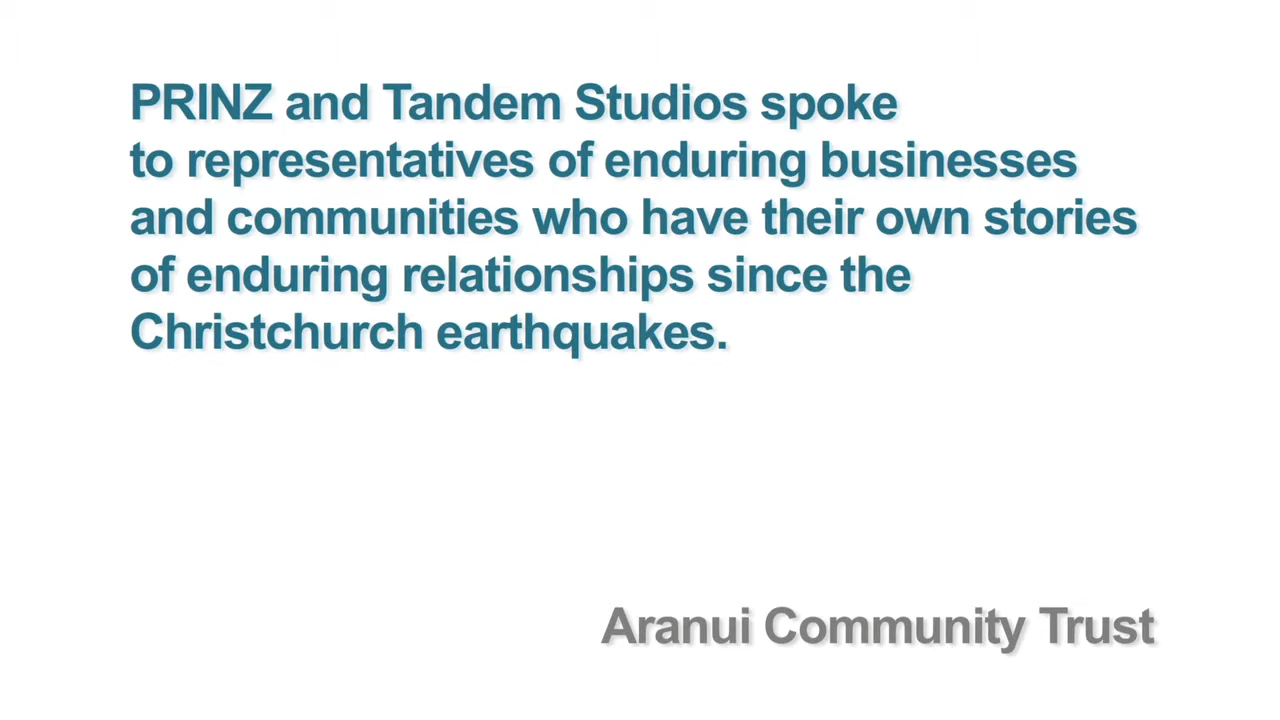 PRINZ and Tandem Studios spoke
to representatives of enduring businesses
and communities who have their own stories
of enduring relationships since the
Christchurch earthquakes.
Aranui Community Trust